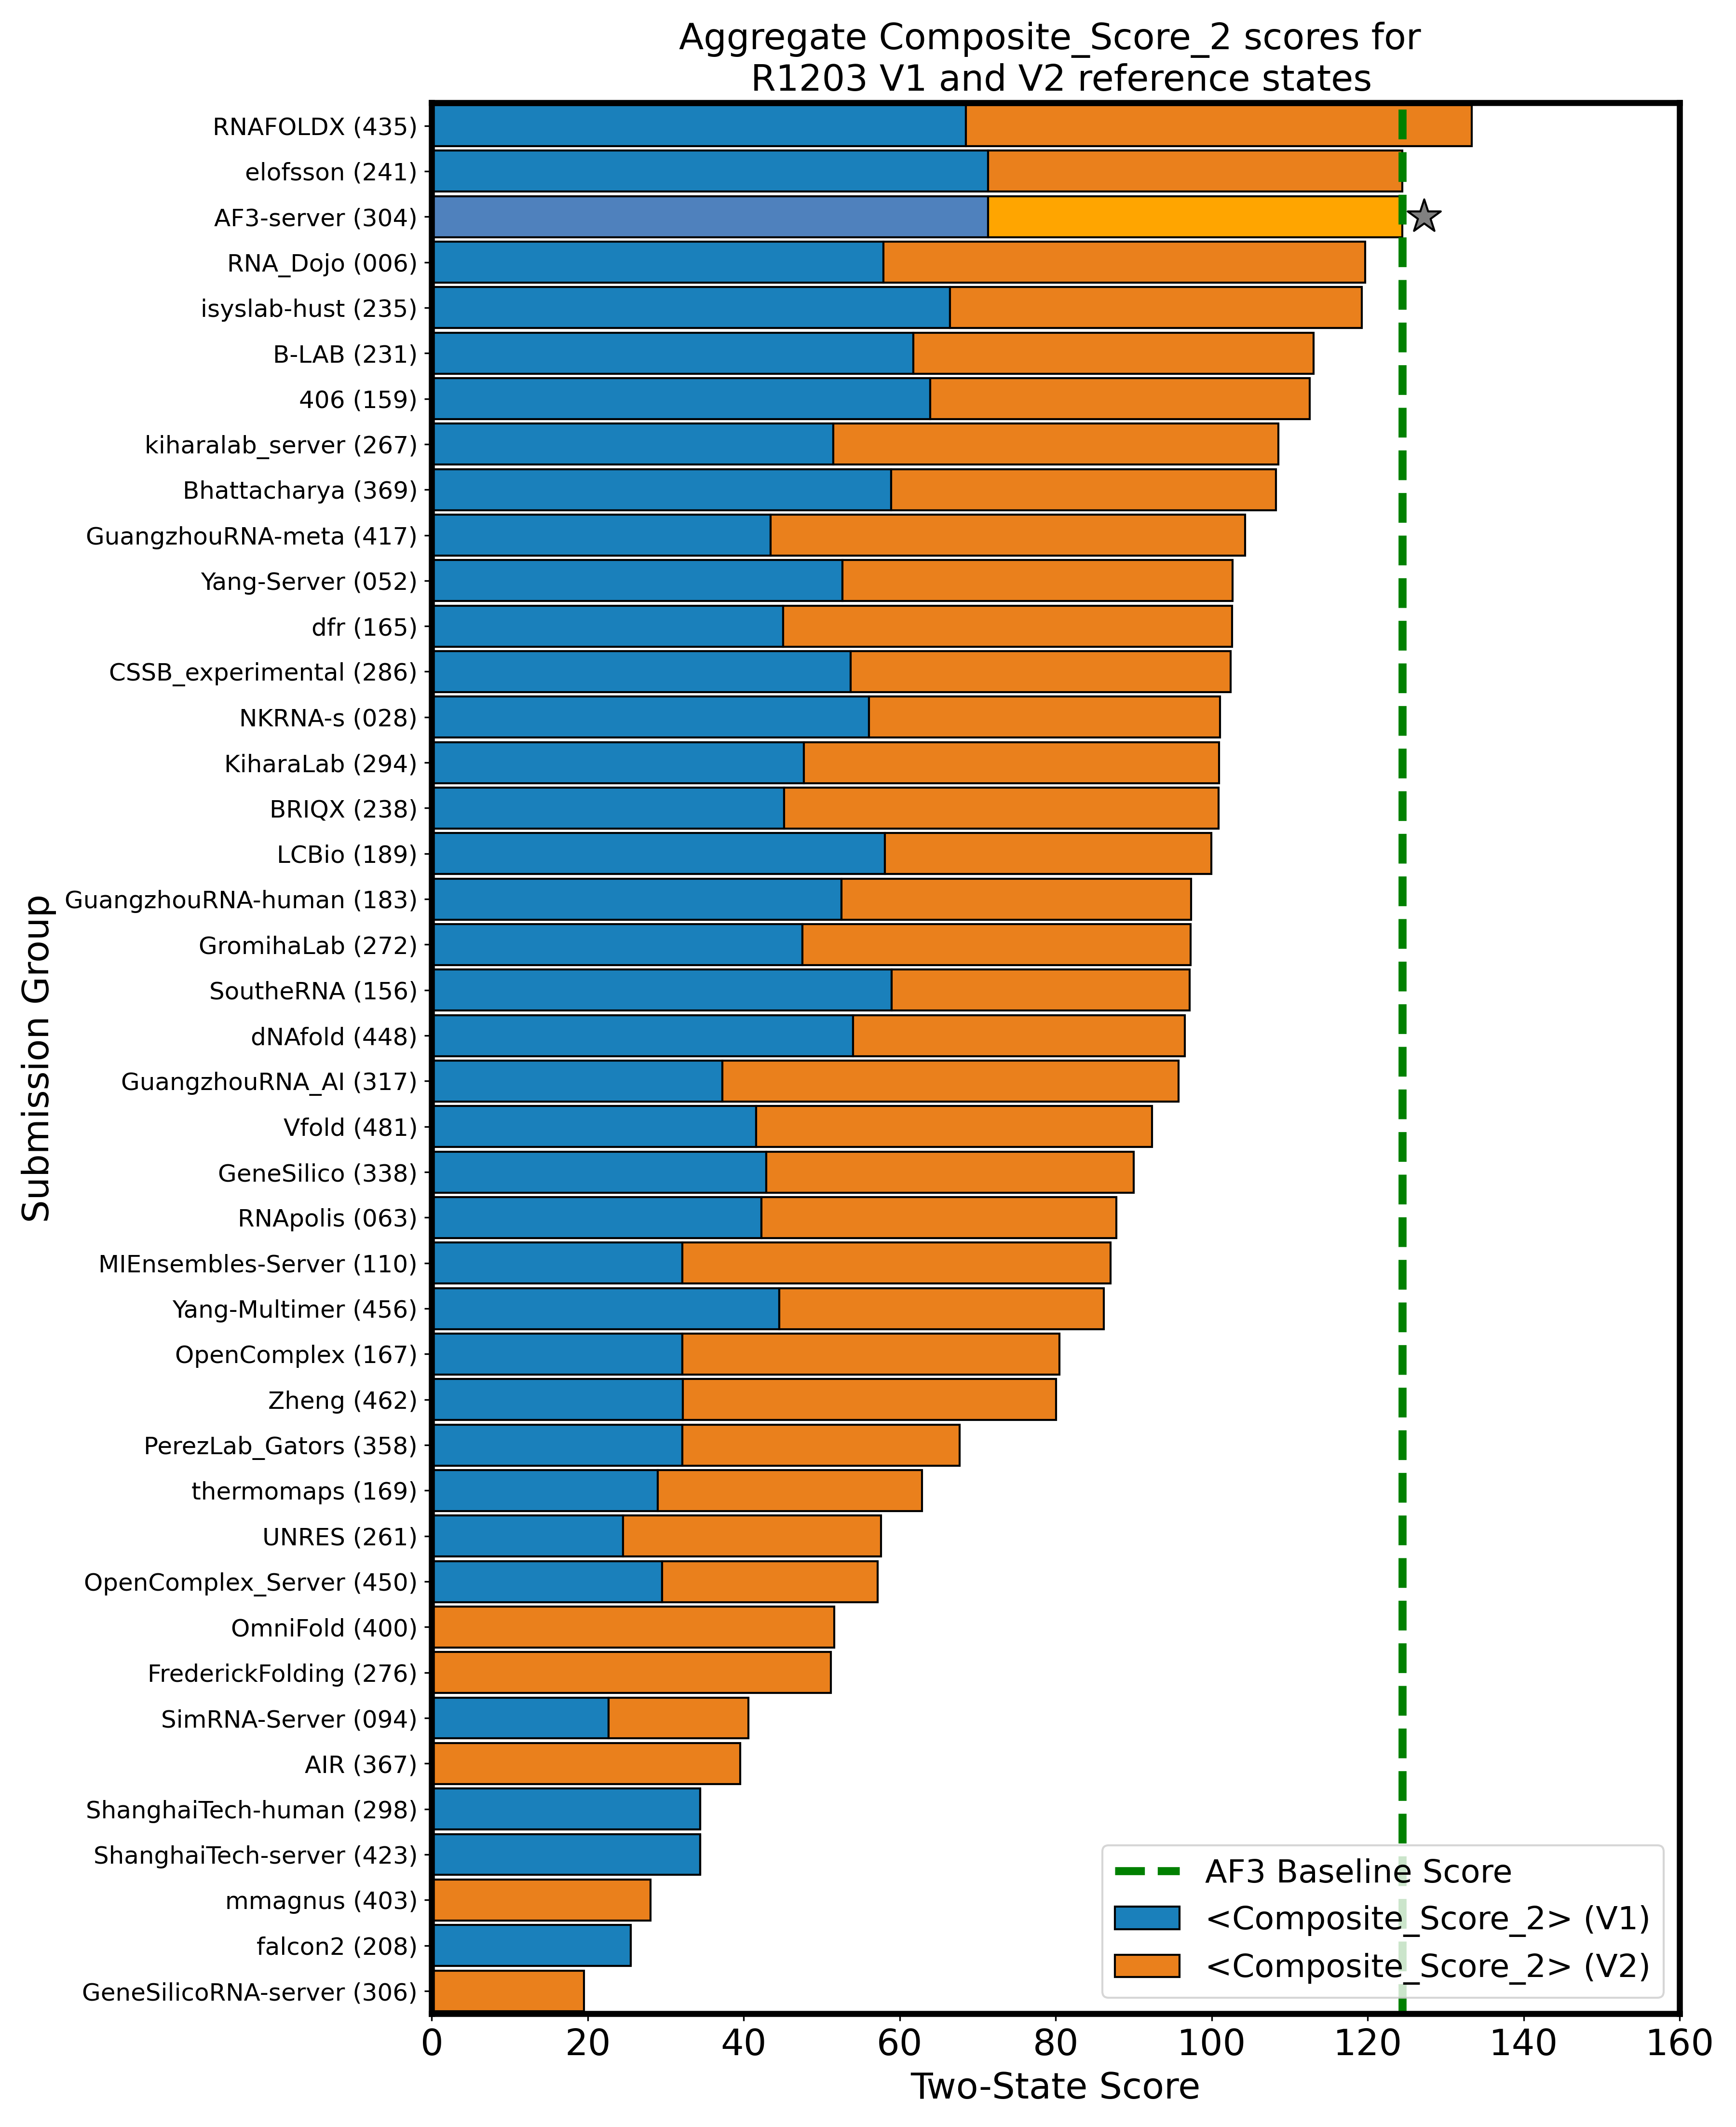 Aggregate Composite_Score_2 scores for
R1203 V1 and V2 reference states
Submission Group
RNAFOLDX (435)
elofsson (241)
AF3-server (304)
RNA_Dojo (006)
isyslab-hust (235)
B-LAB (231)
406 (159)
kiharalab_server (267)
Bhattacharya (369)
GuangzhouRNA-meta (417)
Yang-Server (052)
dfr (165)
CSSB_experimental (286)
NKRNA-s (028)
KiharaLab (294)
BRIQX (238)
LCBio (189)
GuangzhouRNA-human (183)
GromihaLab (272)
SoutheRNA (156)
dNAfold (448)
GuangzhouRNA_AI (317)
Vfold (481)
GeneSilico (338)
RNApolis (063)
MIEnsembles-Server (110)
Yang-Multimer (456)
OpenComplex (167)
Zheng (462)
PerezLab_Gators (358)
thermomaps (169)
UNRES (261)
OpenComplex_Server (450)
OmniFold (400)
FrederickFolding (276)
SimRNA-Server (094)
AIR (367)
ShanghaiTech-human (298)
ShanghaiTech-server (423)
mmagnus (403)
falcon2 (208)
GeneSilicoRNA-server (306)
AF3 Baseline Score
<Composite_Score_2> (V1)
<Composite_Score_2> (V2)
0 20 40 60 80 100 120 140 160
Two-State Score